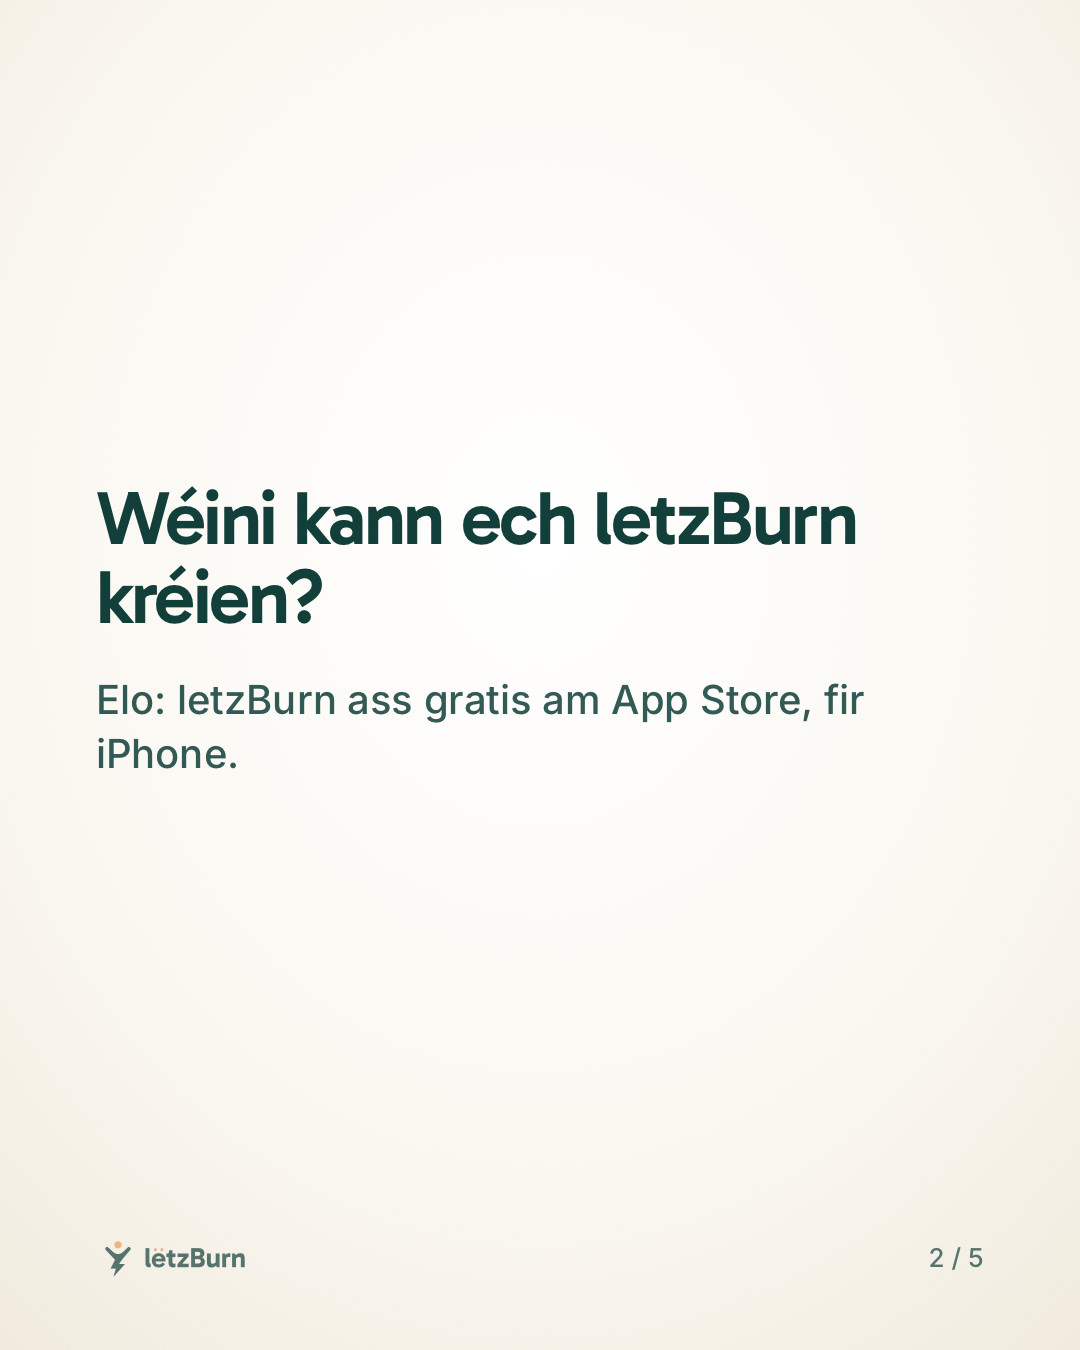 Wéini kann ech letzBurn
kréien?
Elo: letzBurn ass gratis am App Store, fir
iPhone.
lëtzBurn
2 / 5